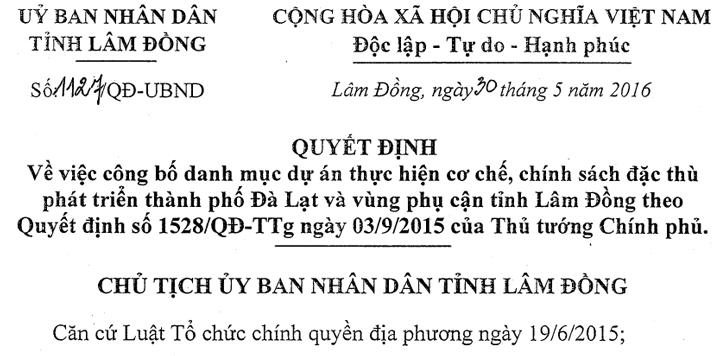 UỶ BAN NHÂN DÂN
TỈNH LÂM ĐỒNG
CỘNG HÒA XÃ HỘI CHỦ NGHĨA VIỆT NAM
Độc lập - Tự do - Hạnh phúc
Số:1127/QĐ-UBND
Lâm Đồng, ngày 30 tháng 5 năm 2016
QUYẾT ĐỊNH
Về việc công bố danh mục dự án thực hiện cơ chế, chính sách đặc thù
phát triển thành phố Đà Lạt và vùng phụ cận tỉnh Lâm Đồng theo
Quyết định số 1528/QĐ-TTg ngày 03/9/2015 của Thủ tướng Chính phủ.
CHỦ TỊCH ỦY BAN NHÂN DÂN TỈNH LÂM ĐỒNG
Căn cứ Luật Tổ chức chính quyền địa phương ngày 19/6/2015;